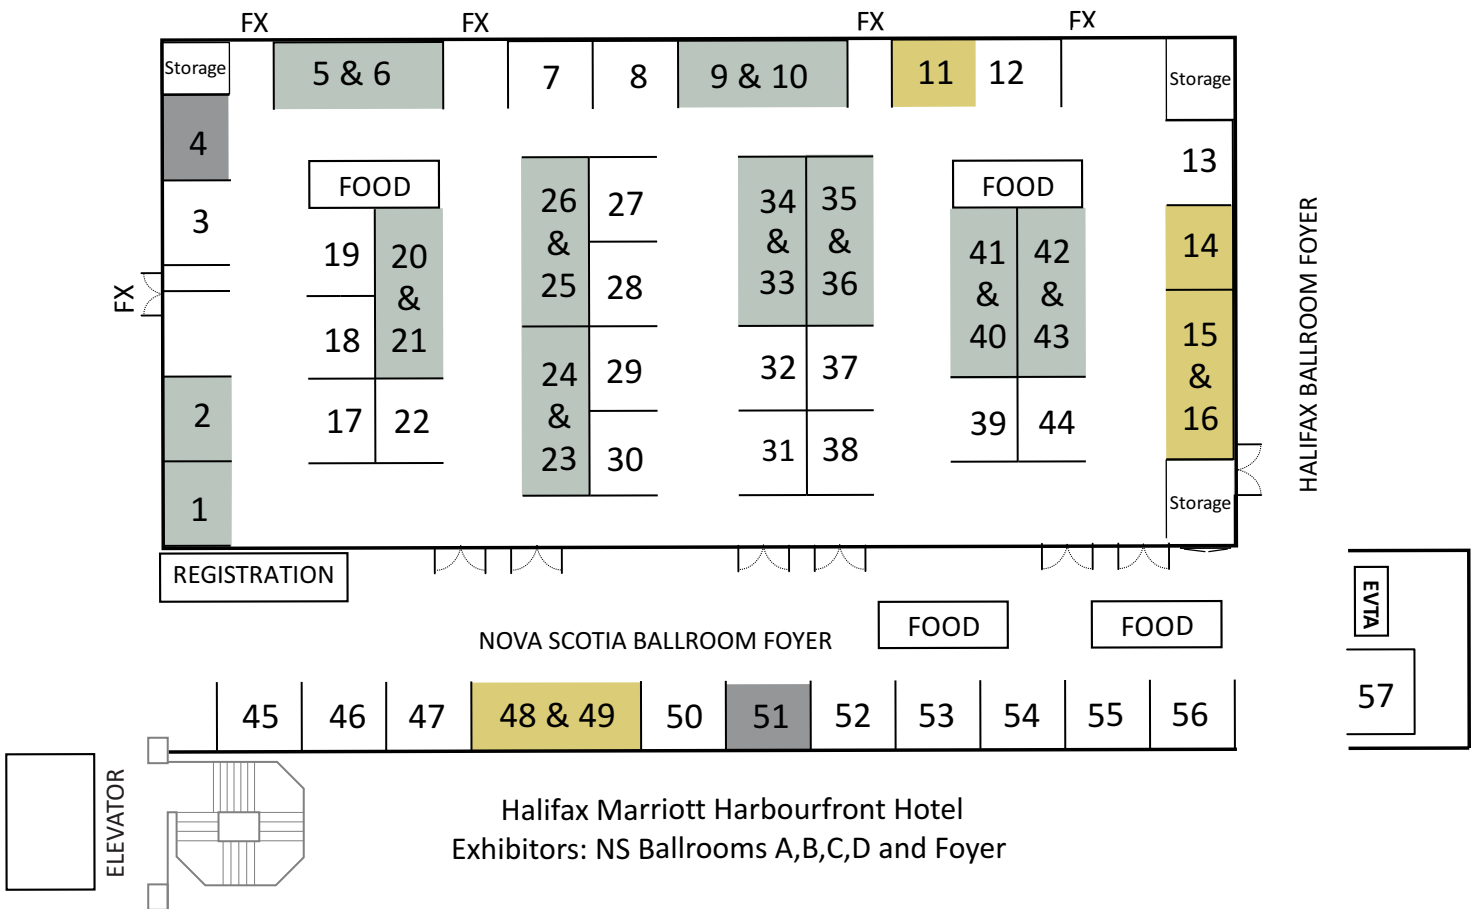 FX FX FX FX
Storage 5 & 6 7 8 9 & 10 11 12 Storage
4
3
FX
2
1
FOOD
19
20
&
21
18
17 22
26
&
25
27
28
24
&
23
29
30
34
&
33
35
&
36
32 37
31 38
FOOD
41
&
40
42
&
43
39 44
13
14
15
&
16
Storage
HALIFAX BALLROOM FOYER
REGISTRATION
NOVA SCOTIA BALLROOM FOYER
FOOD FOOD
EVTA
57
45 46 47 48 & 49 50 51 52 53 54 55 56
ELEVATOR
Halifax Marriott Harbourfront Hotel
Exhibitors: NS Ballrooms A,B,C,D and Foyer